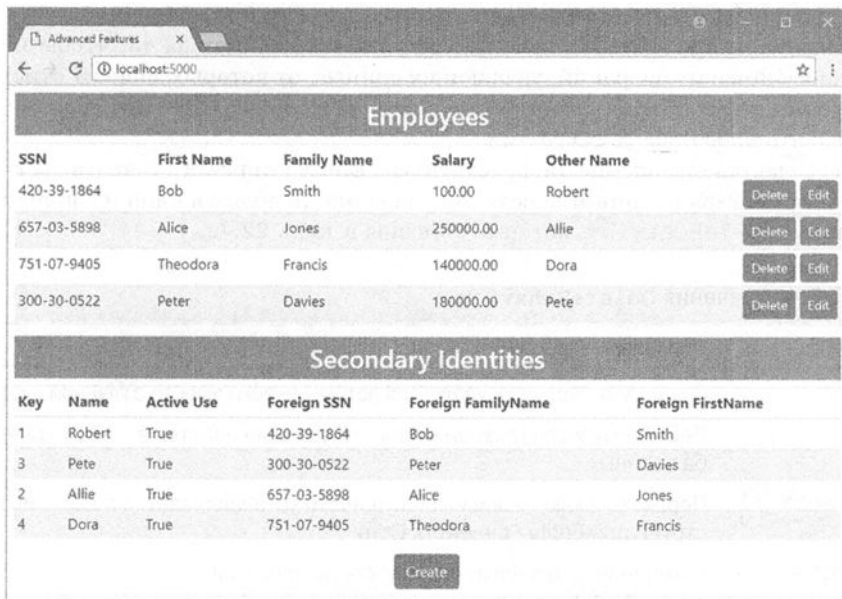 Advanced Features
localhost:5000
Employees
SSN First Name Family Name Salary Other Name
420-39-1864 Bob Smith 100.00 Robert Delete Edit
657-03-5898 Alice Jones 250000.00 Allie Delete Edit
751-07-9405 Theodora Francis 140000.00 Dora Delete Edit
300-30-0522 Peter Davies 180000.00 Pete Delete Edit
Secondary Identities
Key Name Active Use Foreign SSN Foreign FamilyName Foreign FirstName
1 Robert True 420-39-1864 Bob Smith
3 Pete True 300-30-0522 Peter Davies
2 Allie True 657-03-5898 Alice Jones
4 Dora True 751-07-9405 Theodora Francis
Create